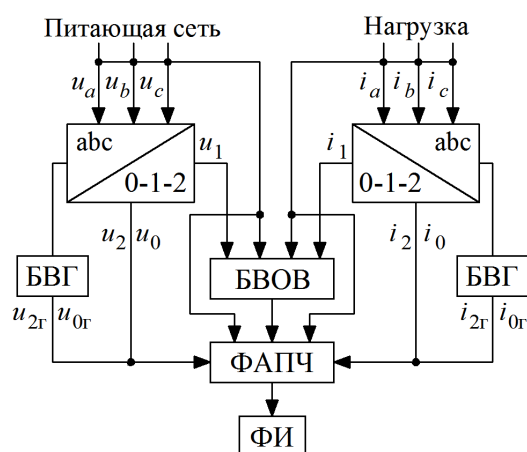 Питающая сеть Нагрузка
u_a u_b u_c i_a i_b i_c
abc abc
u_1 i_1
0-1-2 0-1-2
u_2 u_0 i_2 i_0
БВГ БВОВ БВГ
u_2г u_0г i_2г i_0г
ФАПЧ
ФИ